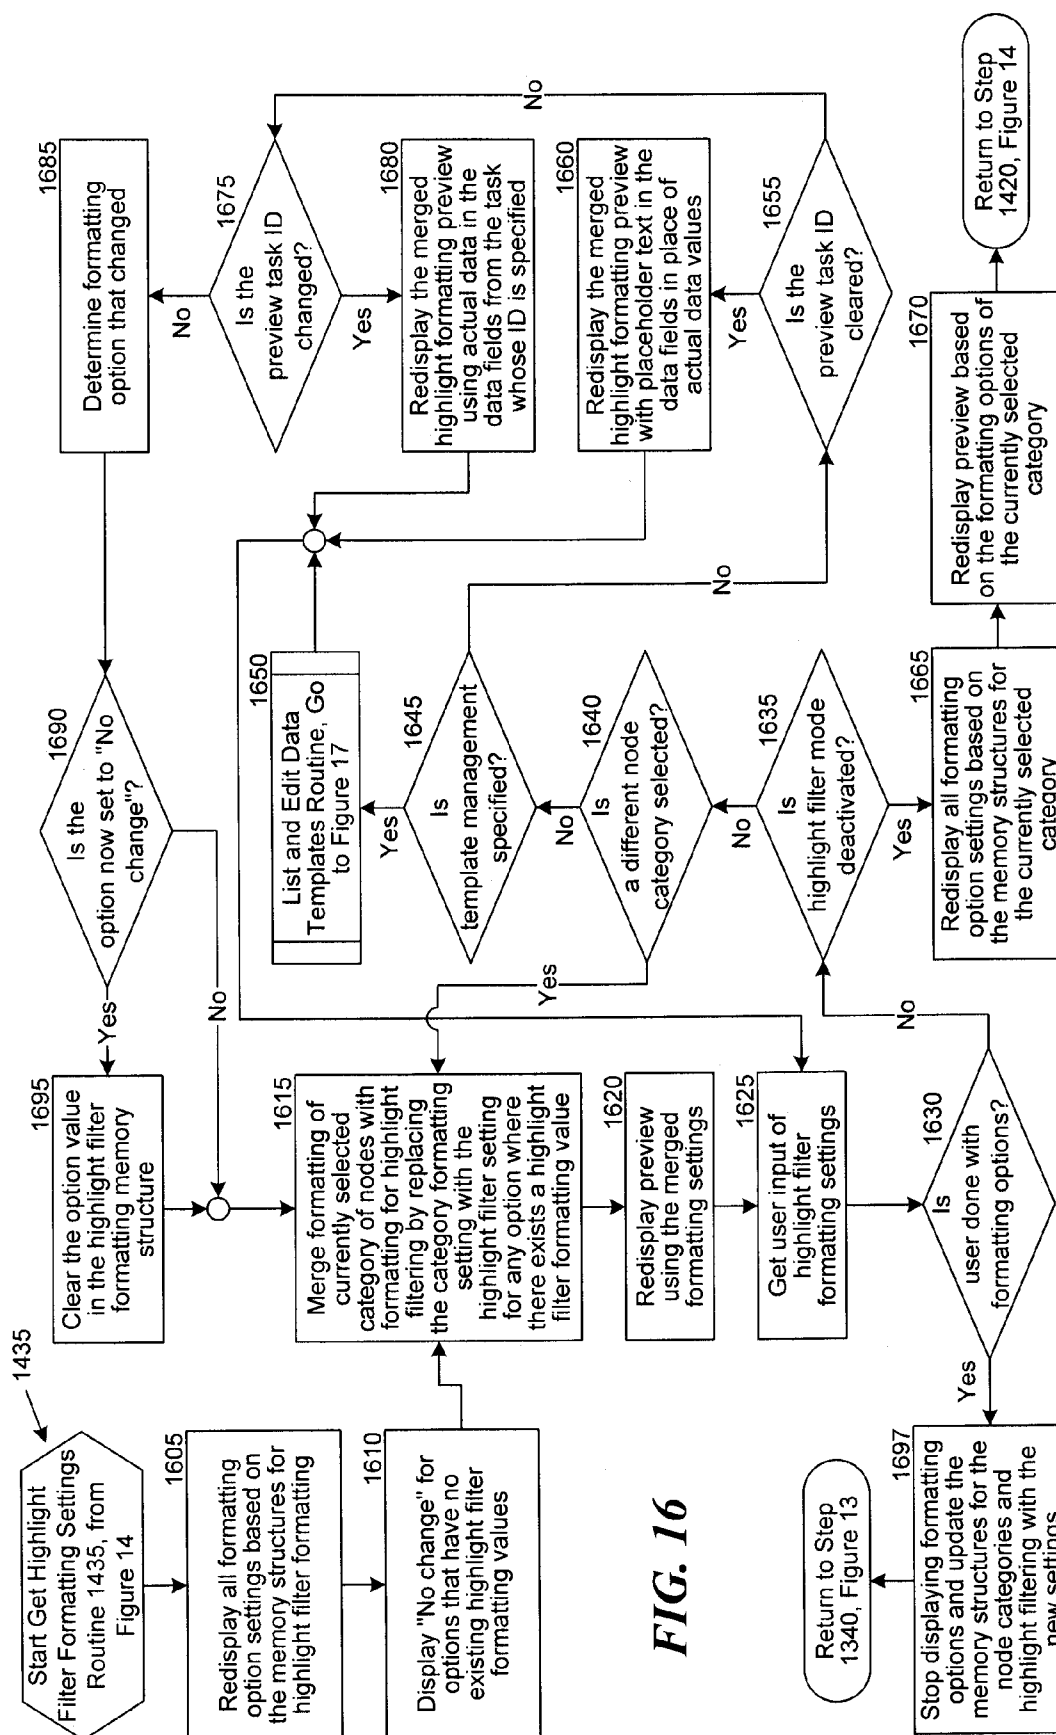 1435
Start Get Highlight
Filter Formatting Settings
Routine 1435, from
Figure 14
1605
Redisplay all formatting
option settings based on
the memory structures for
highlight filter formatting
1610
Display "No change" for
options that have no
existing highlight filter
formatting values
1615
Merge formatting of
currently selected
category of nodes with
formatting for highlight
filtering by replacing
the category formatting
setting with the
highlight filter setting
for any option where
there exists a highlight
filter formatting value
1620
Redisplay preview
using the merged
formatting settings
1625
Get user input of
highlight filter
formatting settings
1630
Is
user done with
formatting options?
Yes
No
1697
Stop displaying formatting
options and update the
memory structures for the
node categories and
highlight filtering with the
new settings
Return to Step
1340, Figure 13
1635
Is
highlight filter mode
deactivated?
Yes
No
1665
Redisplay all formatting
option settings based on
the memory structures for
the currently selected
category
1670
Redisplay preview based
on the formatting options of
the currently selected
category
Return to Step
1420, Figure 14
1640
Is
a different node
category selected?
Yes
No
1645
Is
template management
specified?
Yes
No
1650
List and Edit Data
Templates Routine, Go
to Figure 17
1655
Is the
preview task ID
cleared?
Yes
No
1660
Redisplay the merged
highlight formatting preview
with placeholder text in the
data fields in place of
actual data values
1675
Is the
preview task ID
changed?
Yes
No
1680
Redisplay the merged
highlight formatting preview
using actual data in the
data fields from the task
whose ID is specified
1685
Determine formatting
option that changed
1690
Is the
option now set to "No
change"?
Yes
No
1695
Clear the option value
in the highlight filter
formatting memory
structure
FIG. 16